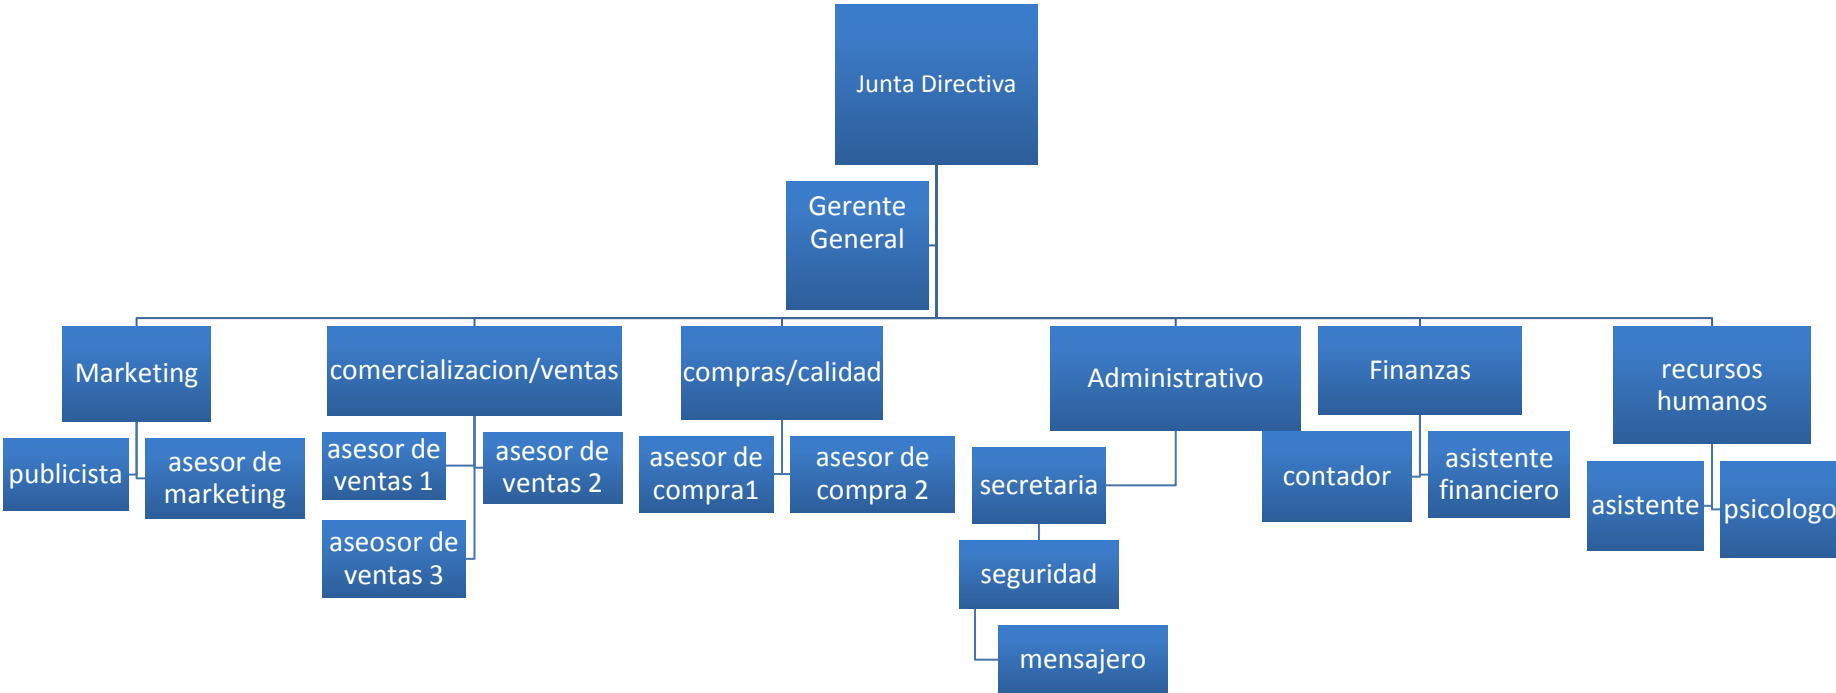 Junta Directiva
Gerente
General
Marketing
comercializacion/ventas
compras/calidad
Administrativo
Finanzas
recursos
humanos
publicista
asesor de
marketing
asesor de
ventas 1
asesor de
ventas 2
aseosor de
ventas 3
asesor de
compra1
asesor de
compra 2
secretaria
seguridad
mensajero
contador
asistente
financiero
asistente
psicologo